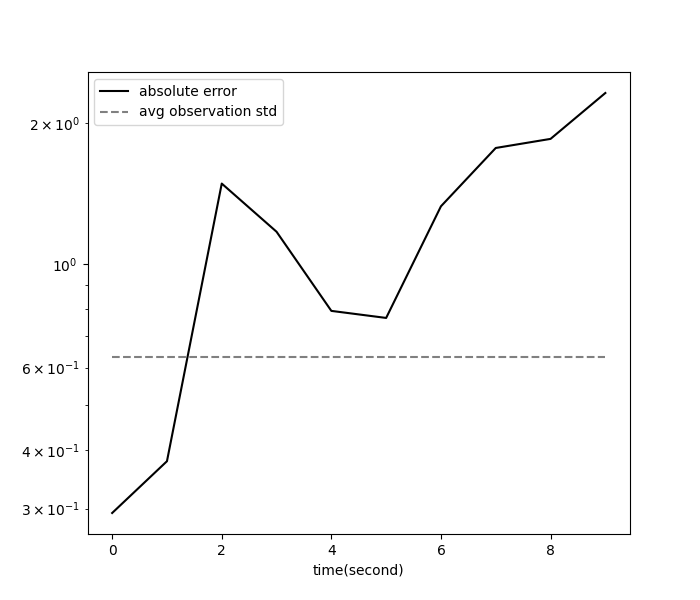 absolute error
avg observation std
2 × 10⁰
10⁰
6 × 10⁻¹
4 × 10⁻¹
3 × 10⁻¹
0 2 4 6 8
time(second)